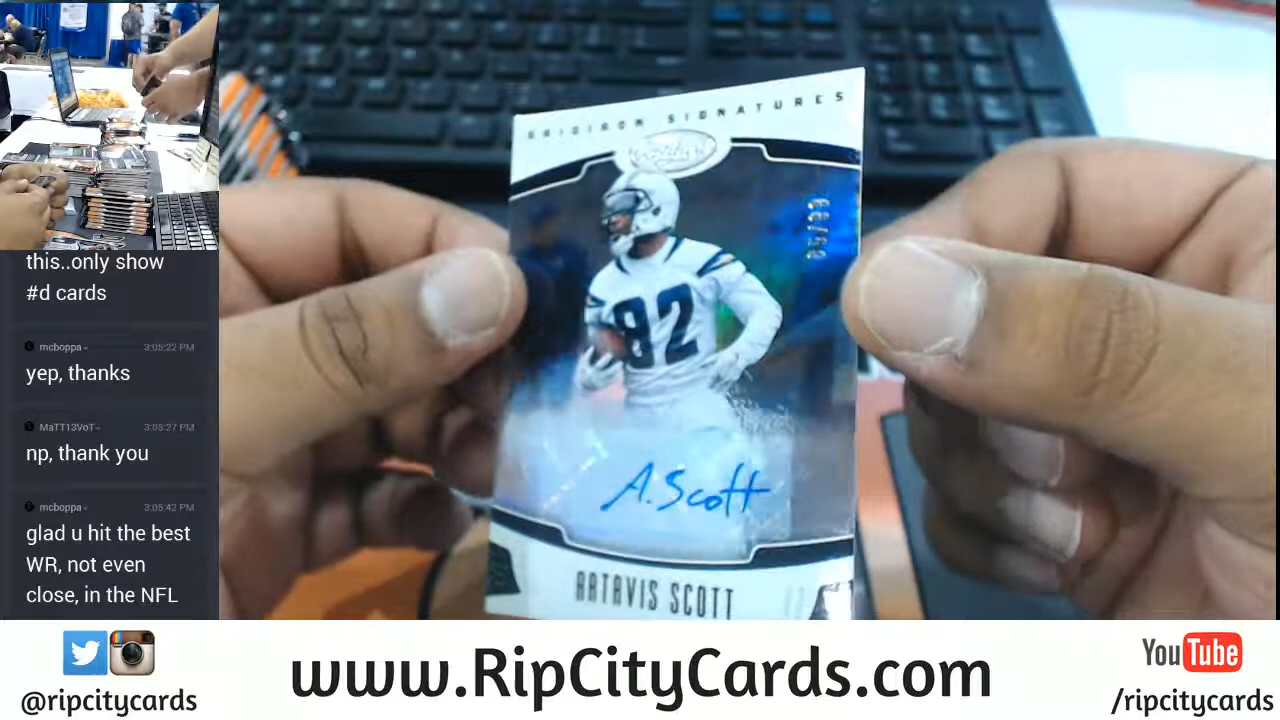 this..only show
#d cards
mcboppa
3:05:22 PM
yep, thanks
MaTT13VoT
3:05:27 PM
np, thank you
mcboppa
3:05:42 PM
glad u hit the best
WR, not even
close, in the NFL
GRIDIRON SIGNATURES
82
A. Scott
ARTAVIS SCOTT
@ripcitycards
www.RipCityCards.com
YouTube
/ripcitycards